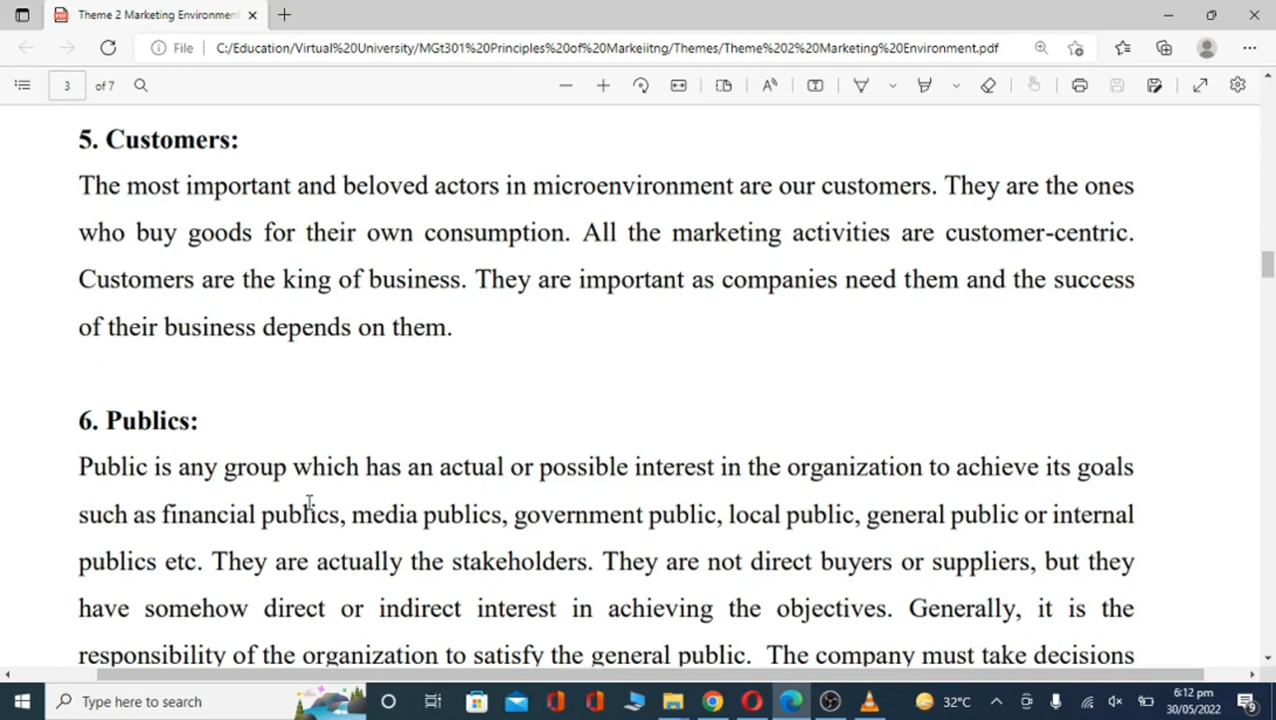 Theme 2 Marketing Environment
File C:/Education/Virtual%20University/MGt301%20Principles%20of%20Markeiitng/Themes/Theme%202%20Marketing%20Environment.pdf
3 of 7
5. Customers:
The most important and beloved actors in microenvironment are our customers. They are the ones
who buy goods for their own consumption. All the marketing activities are customer-centric.
Customers are the king of business. They are important as companies need them and the success
of their business depends on them.
6. Publics:
Public is any group which has an actual or possible interest in the organization to achieve its goals
such as financial publics, media publics, government public, local public, general public or internal
publics etc. They are actually the stakeholders. They are not direct buyers or suppliers, but they
have somehow direct or indirect interest in achieving the objectives. Generally, it is the
responsibility of the organization to satisfy the general public. The company must take decisions
Type here to search
32°C
6:12 pm
30/05/2022
9